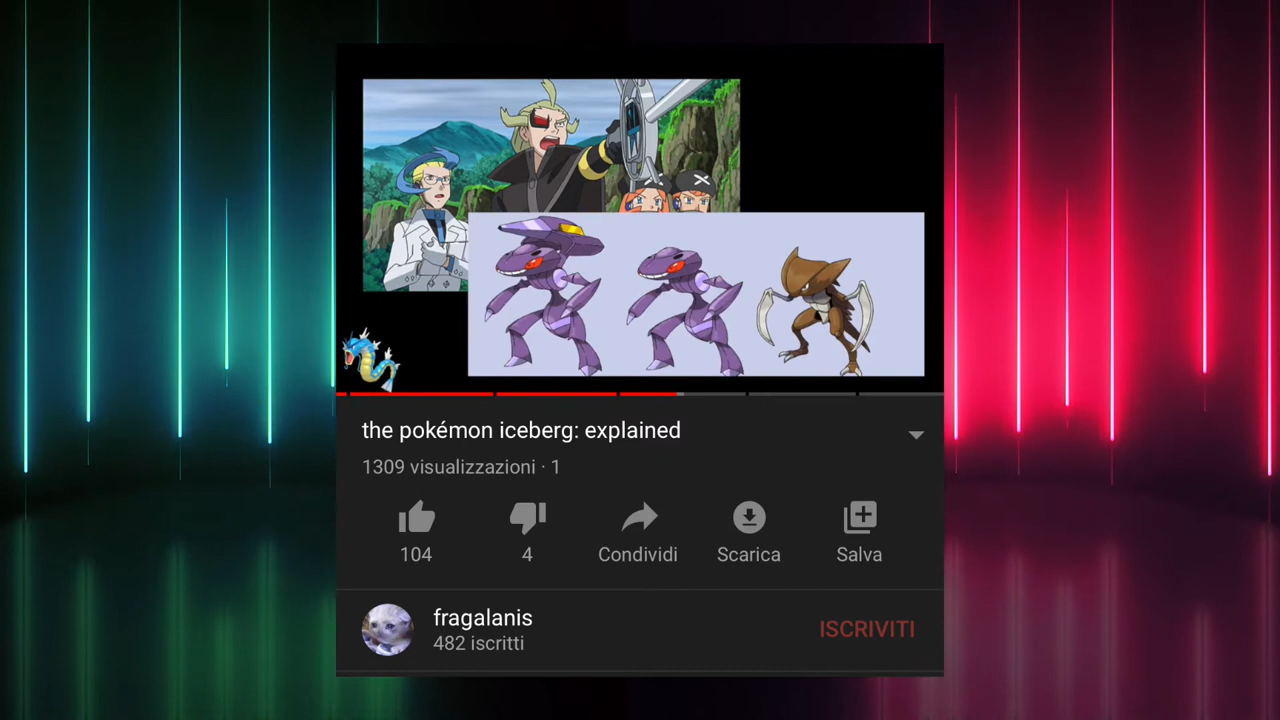 the pokémon iceberg: explained
1309 visualizzazioni · 1
104
4
Condividi
Scarica
Salva
fragalanis
482 iscritti
ISCRIVITI